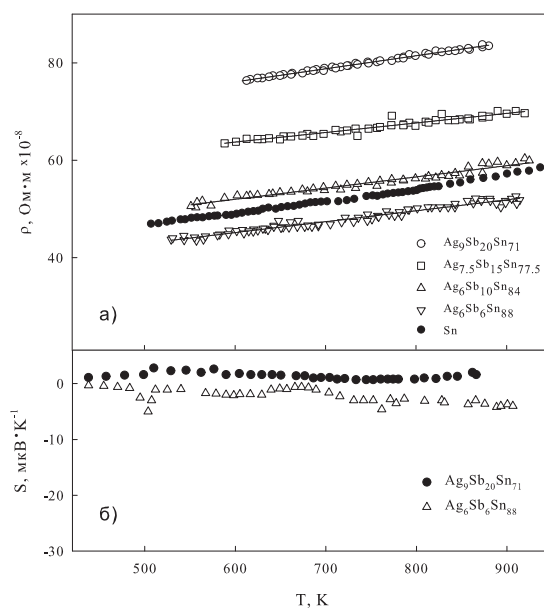 80
60
40
ρ, Ом•м ×10⁻⁸
Ag₉Sb₂₀Sn₇₁
Ag₇.₅Sb₁₅Sn₇₇.₅
Ag₆Sb₁₀Sn₈₄
Ag₆Sb₆Sn₈₈
Sn
а)
0
-10
-20
-30
S, мкВ•К⁻¹
Ag₉Sb₂₀Sn₇₁
Ag₆Sb₆Sn₈₈
б)
500 600 700 800 900
T, K